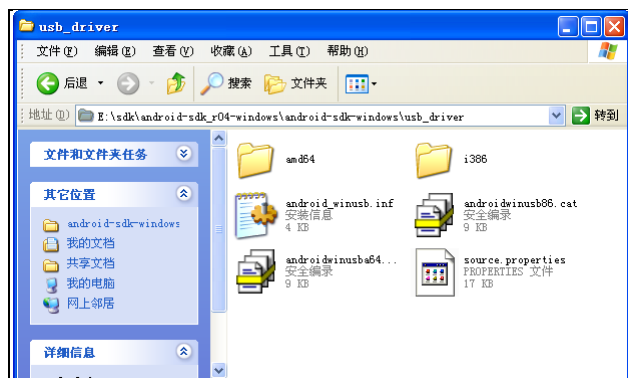 usb_driver
文件(F) 编辑(E) 查看(V) 收藏(A) 工具(T) 帮助(H)
后退 搜索 文件夹
地址(D) E:\sdk\android-sdk_r04-windows\android-sdk-windows\usb_driver 转到
文件和文件夹任务
其它位置
android-sdk-windows
我的文档
共享文档
我的电脑
网上邻居
详细信息
amd64
i386
android_winusb.inf
安装信息
4 KB
androidwinusb86.cat
安全编录
9 KB
androidwinusba64...
安全编录
9 KB
source.properties
PROPERTIES 文件
17 KB